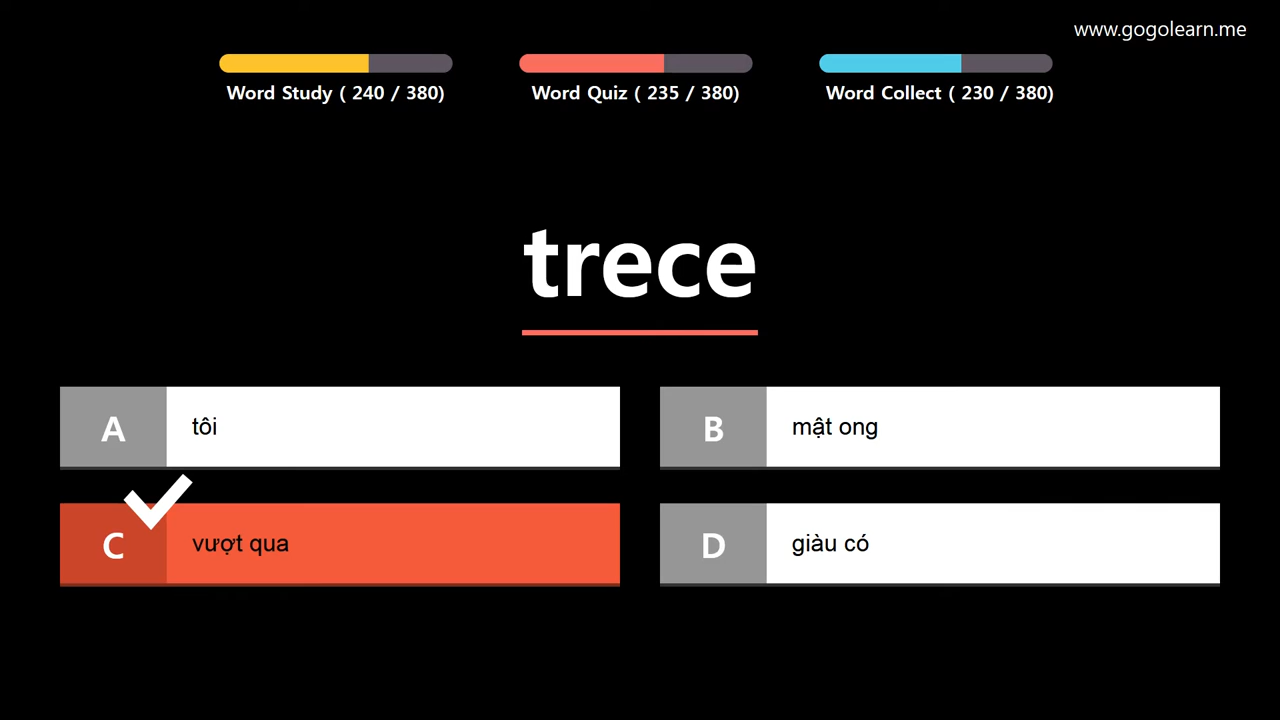 www.gogolearn.me
Word Study ( 240 / 380)
Word Quiz ( 235 / 380)
Word Collect ( 230 / 380)
trece
A tôi
B mật ong
C vượt qua
D giàu có